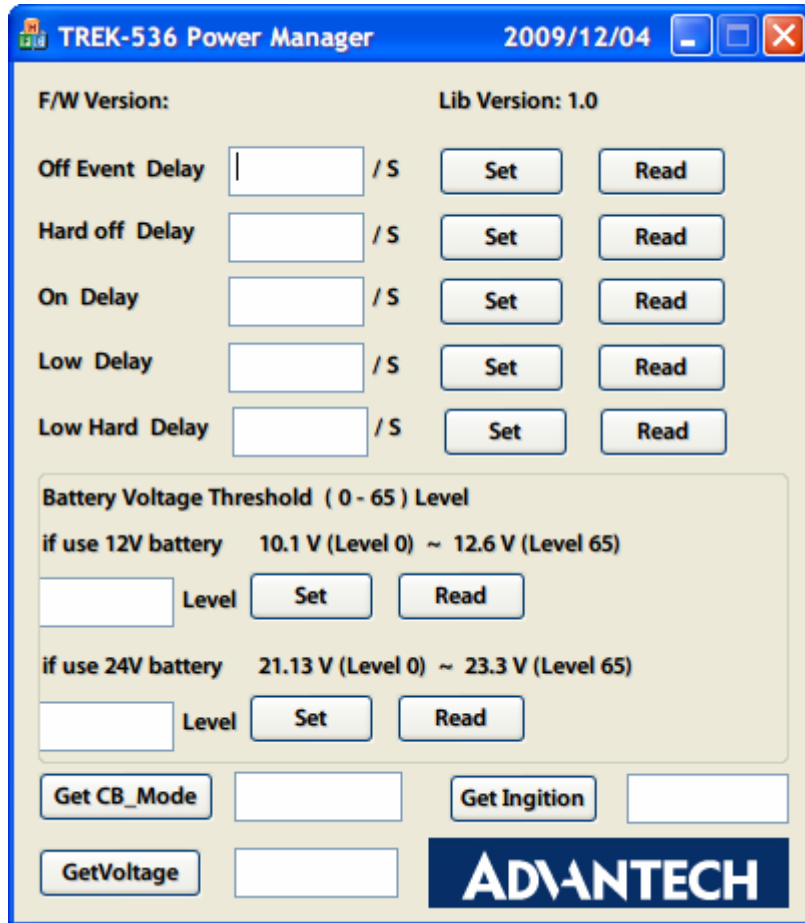 TREK-536 Power Manager 2009/12/04
F/W Version: Lib Version: 1.0
Off Event Delay / S Set Read
Hard off Delay / S Set Read
On Delay / S Set Read
Low Delay / S Set Read
Low Hard Delay / S Set Read
Battery Voltage Threshold ( 0 - 65 ) Level
if use 12V battery 10.1 V (Level 0) ~ 12.6 V (Level 65)
Level Set Read
if use 24V battery 21.13 V (Level 0) ~ 23.3 V (Level 65)
Level Set Read
Get CB_Mode Get Ingition
GetVoltage ADVANTECH